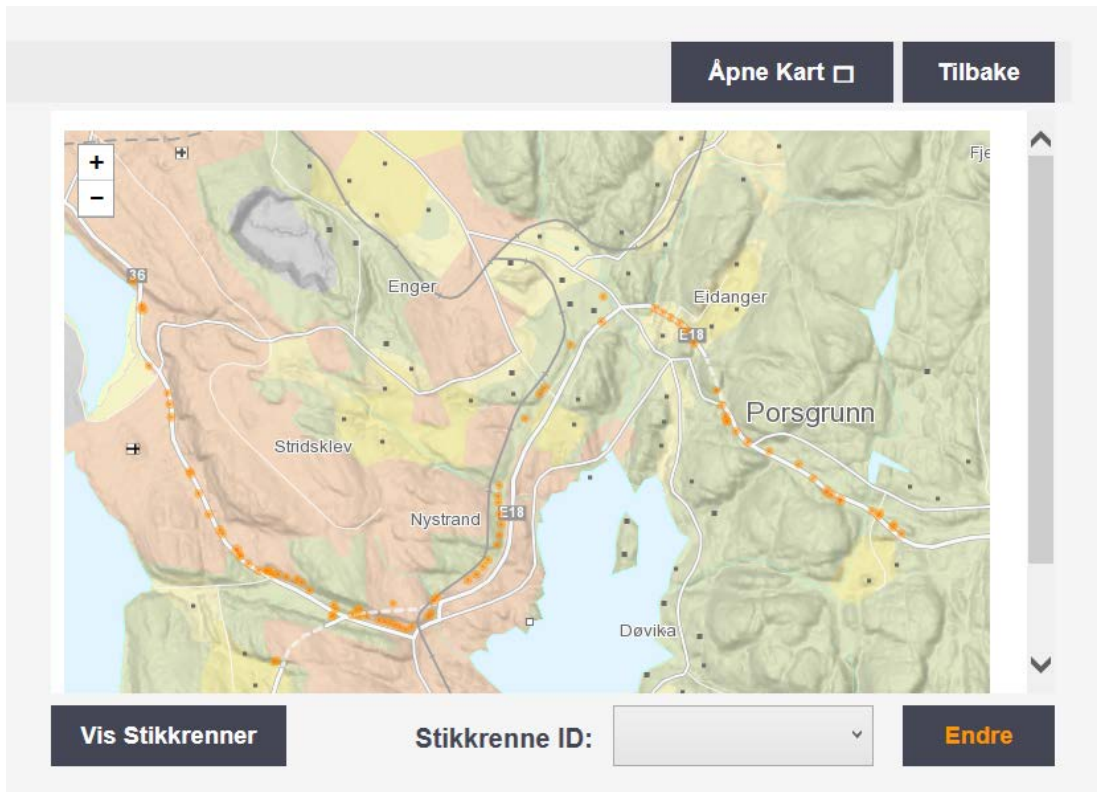 Åpne Kart
Tilbake
+
−
Fje
36
Enger
Eidanger
E18
Porsgrunn
Stridsklev
Nystrand
E18
Døvika
Vis Stikkrenner
Stikkrenne ID:
Endre